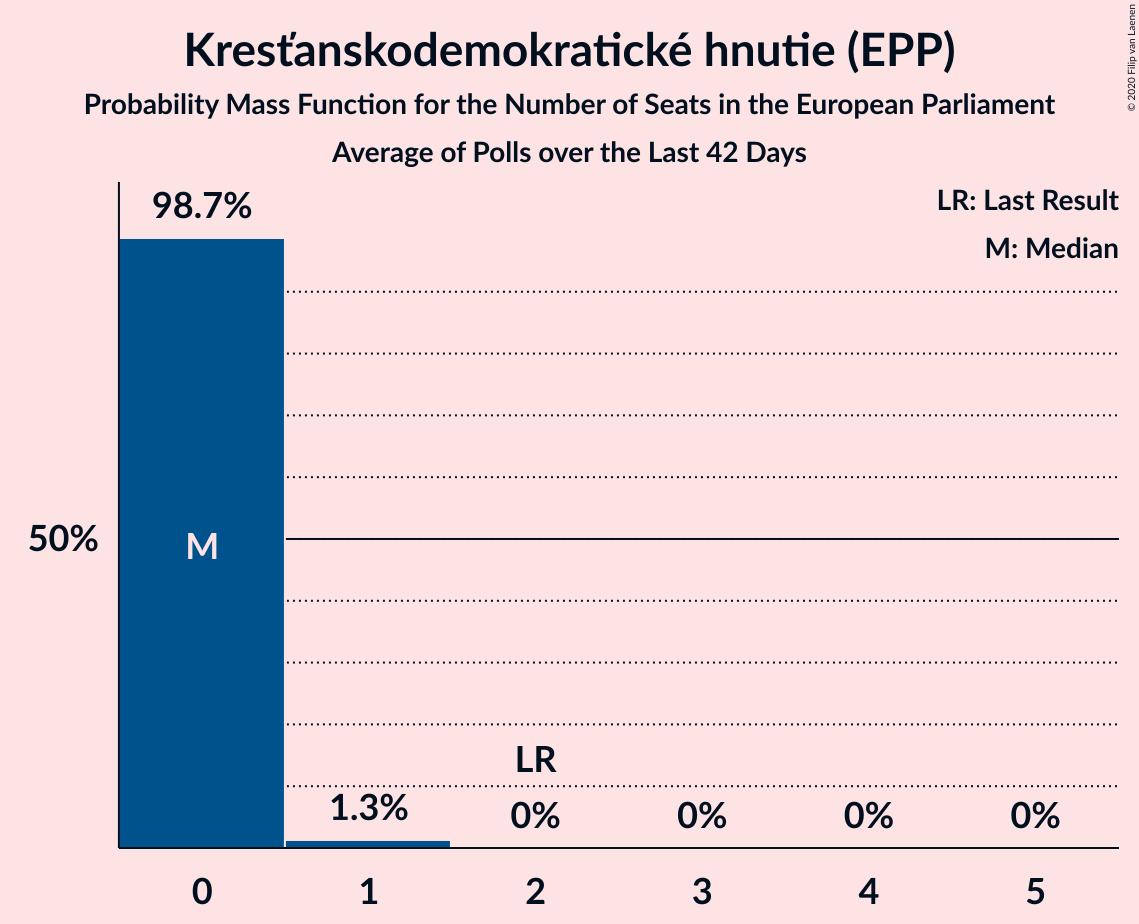 Kresťanskodemokratické hnutie (EPP)
Probability Mass Function for the Number of Seats in the European Parliament
Average of Polls over the Last 42 Days
© 2020 Filip van Laenen
LR: Last Result
M: Median
98.7%
50%
M
LR
1.3%
0%
0%
0%
0%
0
1
2
3
4
5